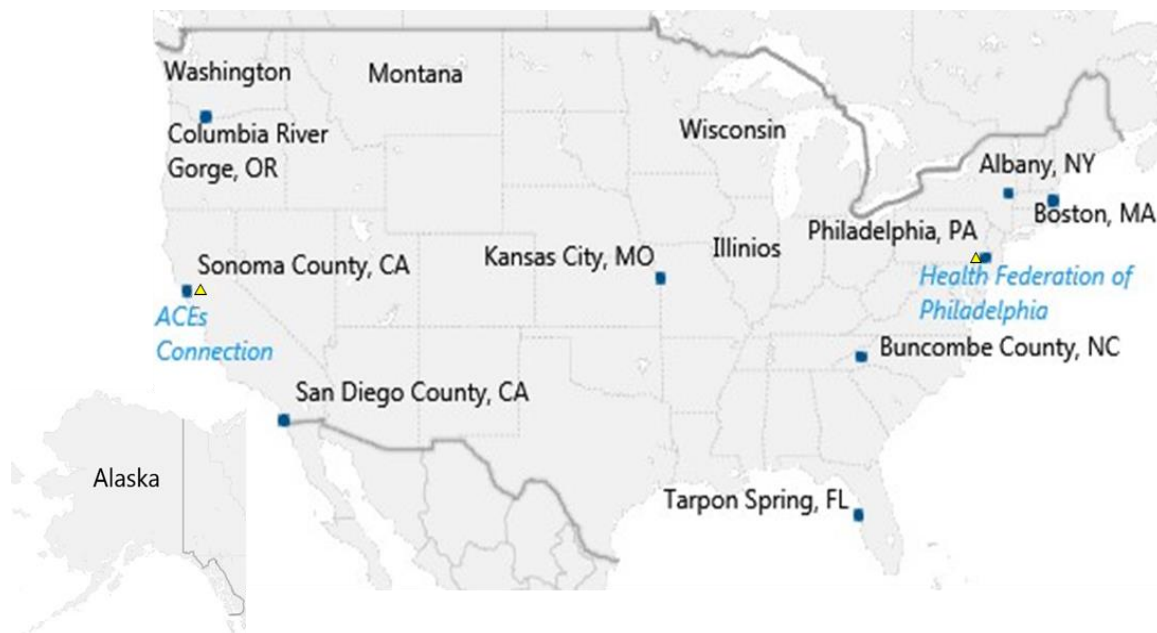 Washington
Montana
Wisconsin
Columbia River
Gorge, OR
Albany, NY
Boston, MA
Philadelphia, PA
Illinios
Kansas City, MO
Sonoma County, CA
Health Federation of
Philadelphia
ACEs
Connection
Buncombe County, NC
San Diego County, CA
Alaska
Tarpon Spring, FL